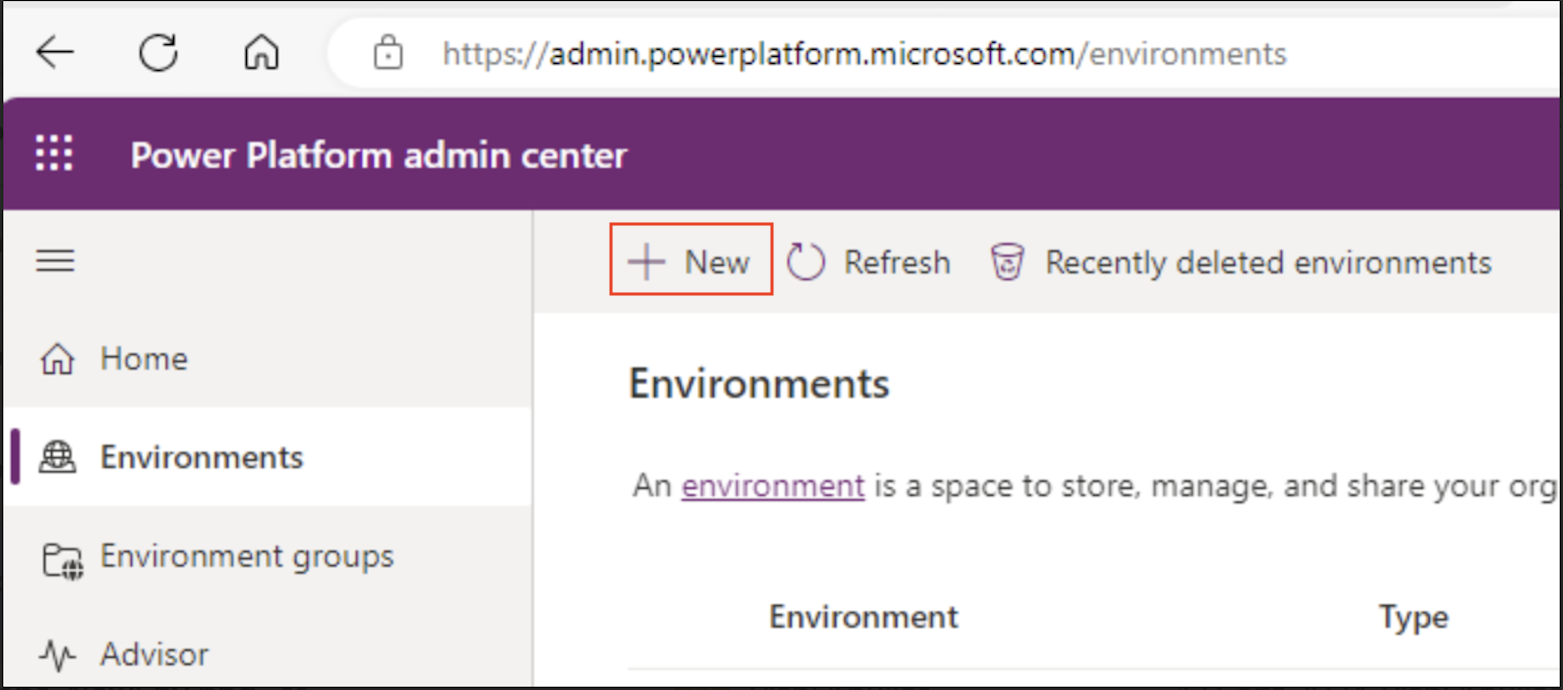 https://admin.powerplatform.microsoft.com/environments
Power Platform admin center
New Refresh Recently deleted environments
Home
Environments
Environment groups
Advisor
Environments
An environment is a space to store, manage, and share your org
Environment Type